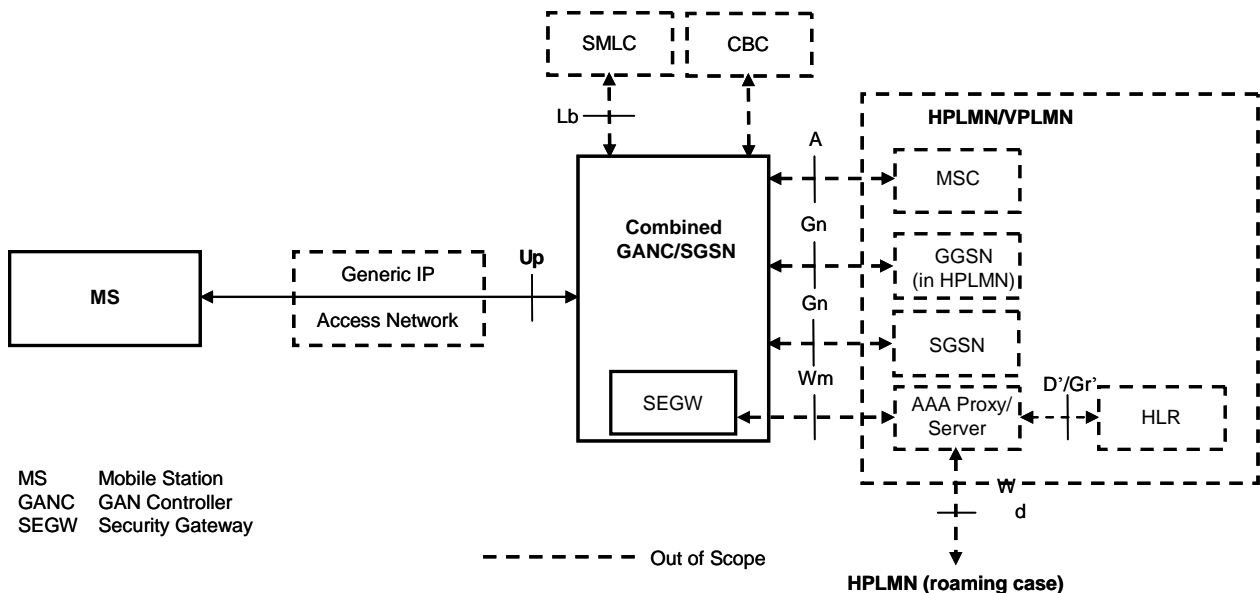 SMLC
CBC
Lb
HPLMN/VPLMN
A
MSC
Combined
GANC/SGSN
Gn
GGSN
(in HPLMN)
Up
Generic IP
Access Network
MS
Gn
SGSN
Wm
SEGW
AAA Proxy/
Server
D'/Gr'
HLR
W
d
MS Mobile Station
GANC GAN Controller
SEGW Security Gateway
Out of Scope
HPLMN (roaming case)